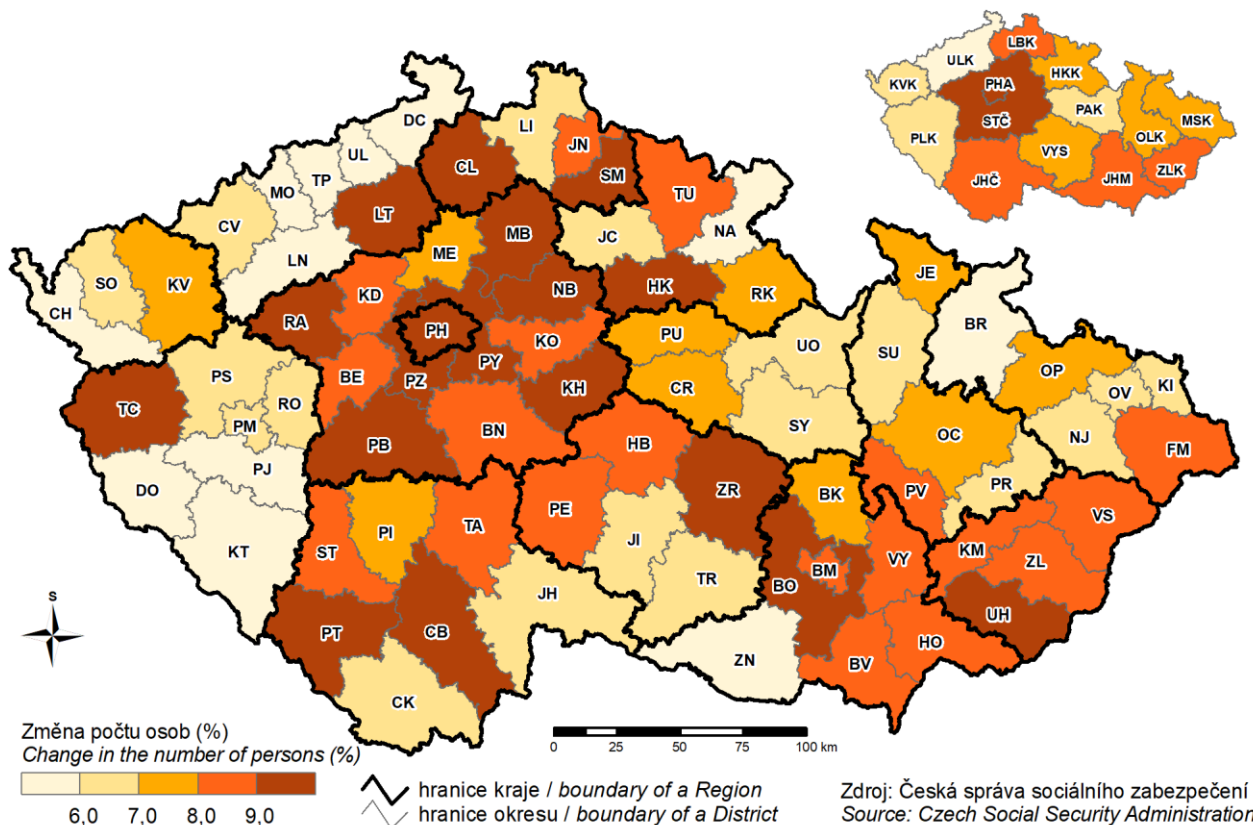 LBK
ULK
HKK
KVK
PHA
PAK
STČ
MSK
PLK
OLK
VYS
JHČ
JHM
ZLK
DC
LI
UL
JN
TP
CL
SM
MO
TU
LT
CV
MB
JC
NA
ME
LN
SO
KV
JE
CH
KD
NB
HK
RK
RA
BR
PH
KO
PU
UO
SU
PY
OP
BE
PZ
KI
PS
OV
KH
CR
RO
TC
PM
SY
BN
OC
NJ
HB
PB
FM
PJ
PR
DO
ZR
BK
PV
PE
TA
VS
PI
ST
JI
KT
KM
VY
ZL
BM
TR
BO
JH
UH
S
PT
CB
HO
ZN
BV
CK
Změna počtu osob (%)
Change in the number of persons (%)
6,0 7,0 8,0 9,0
0 25 50 75 100 km
hranice kraje / boundary of a Region
hranice okresu / boundary of a District
Zdroj: Česká správa sociálního zabezpečení
Source: Czech Social Security Administration